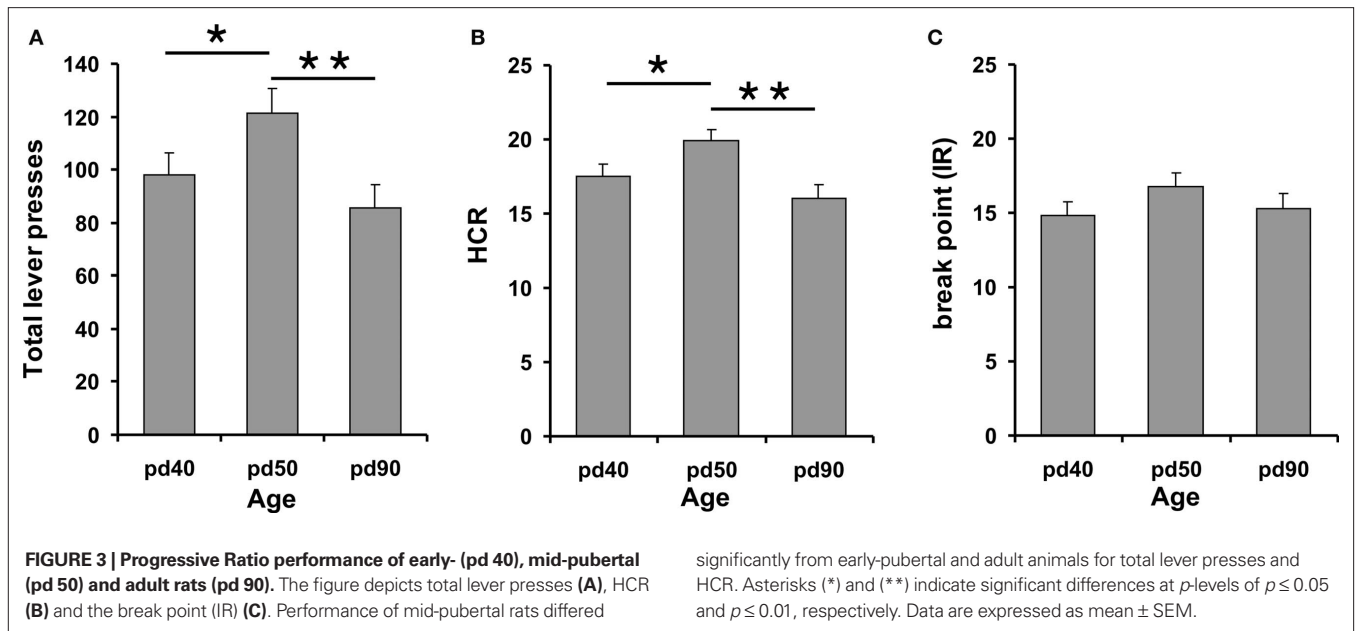 A
* 
* *
140
120
100
80
60
40
20
0
Total lever presses
pd40 pd50 pd90
Age
B
*
* *
25
20
15
10
5
0
HCR
pd40 pd50 pd90
Age
C
25
20
15
10
5
0
break point (IR)
pd40 pd50 pd90
Age
FIGURE 3 | Progressive Ratio performance of early- (pd 40), mid-pubertal
(pd 50) and adult rats (pd 90). The figure depicts total lever presses (A), HCR
(B) and the break point (IR) (C). Performance of mid-pubertal rats differed
significantly from early-pubertal and adult animals for total lever presses and
HCR. Asterisks (*) and (**) indicate significant differences at p-levels of p ≤ 0.05
and p ≤ 0.01, respectively. Data are expressed as mean ± SEM.